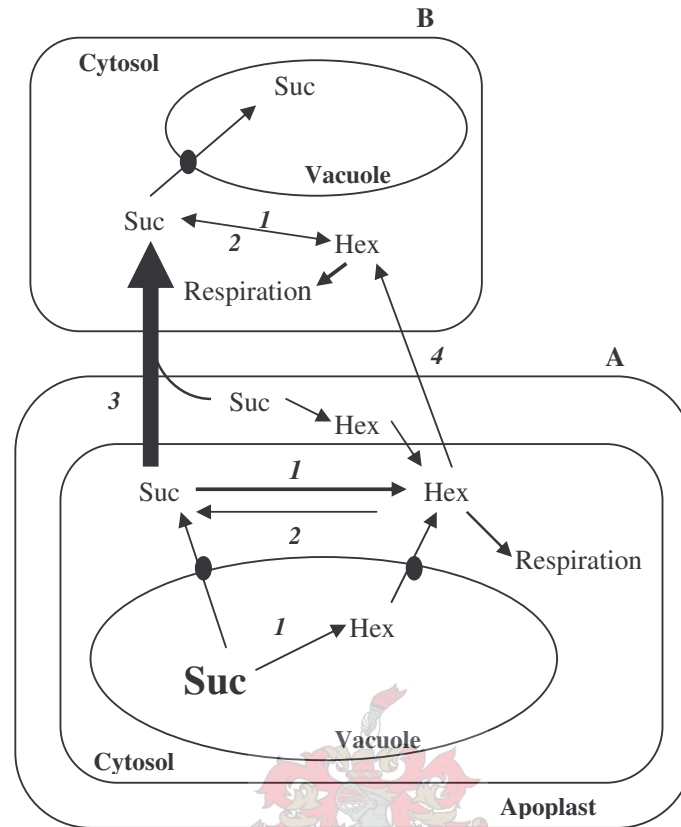 B
Cytosol
Suc
Vacuole
Suc
1
2
Hex
Respiration
4
A
3
Suc
Hex
Suc
1
Hex
2
Respiration
1
Hex
Suc
Vacuole
Cytosol
Apoplast